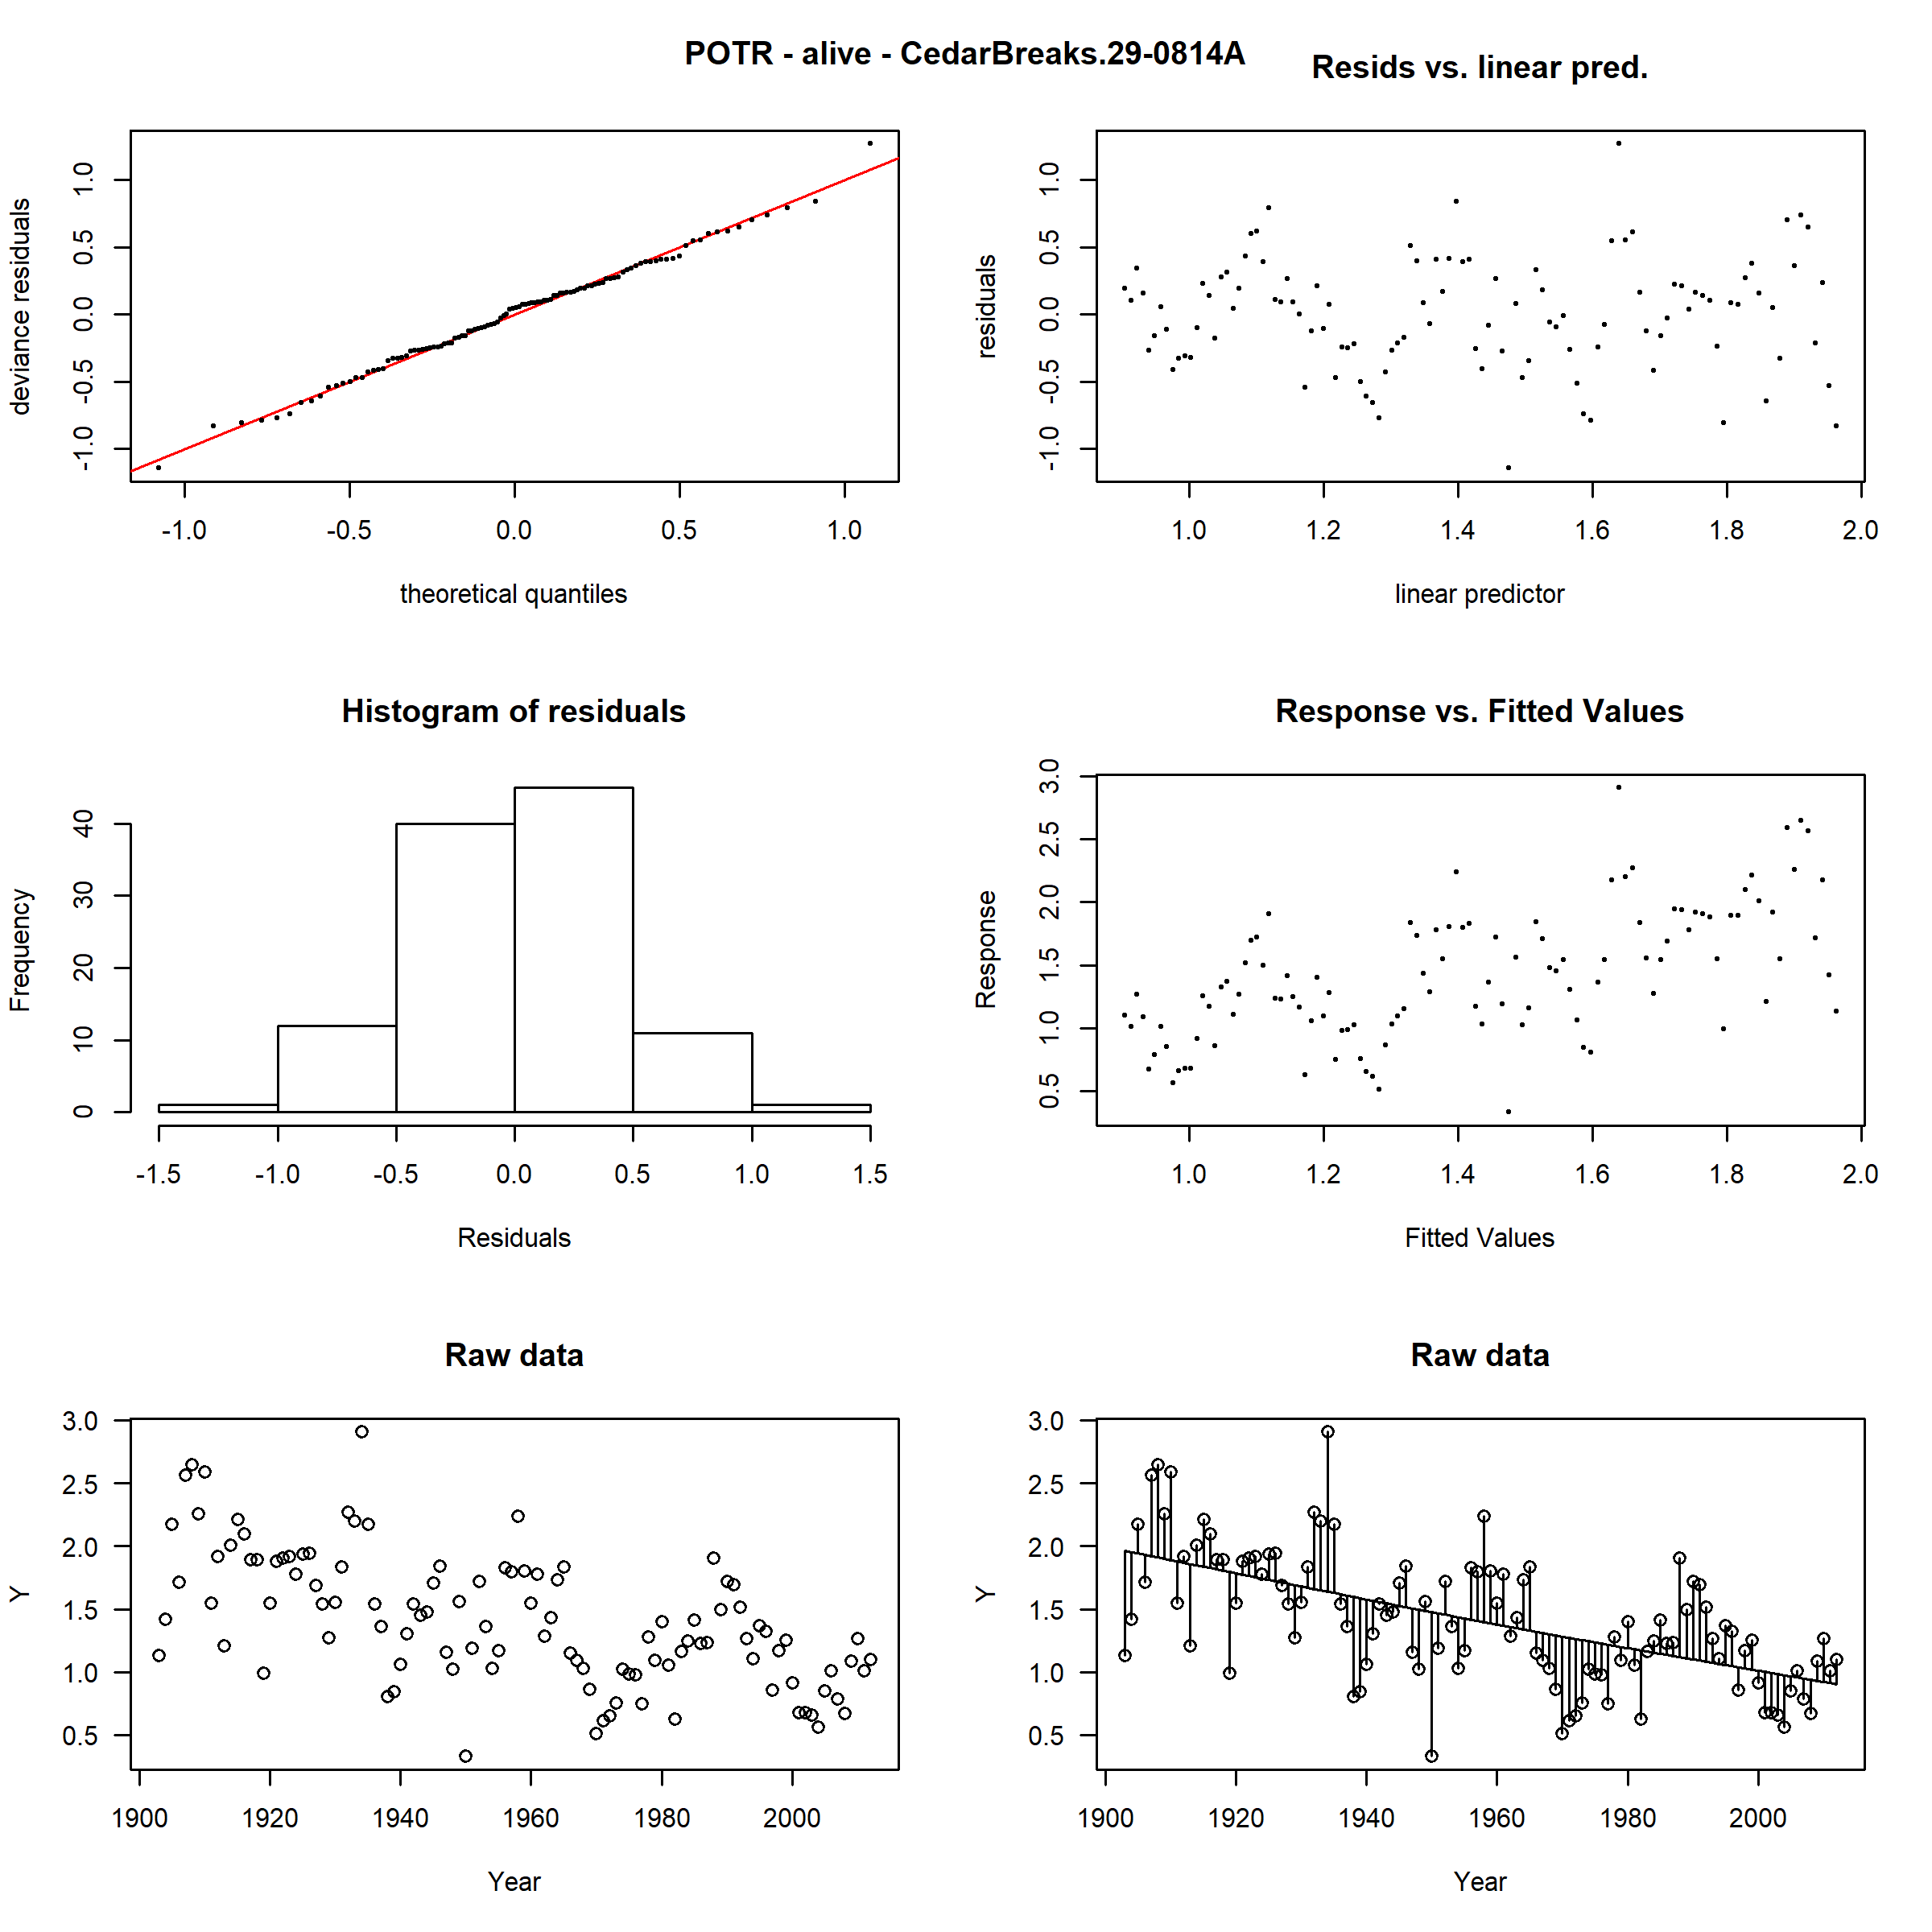 POTR - alive - CedarBreaks.29-0814A
Resids vs. linear pred.
deviance residuals
-1.0 -0.5 0.0 0.5 1.0
-1.0 -0.5 0.0 0.5 1.0
theoretical quantiles
residuals
-1.0 -0.5 0.0 0.5 1.0
1.0 1.2 1.4 1.6 1.8 2.0
linear predictor
Histogram of residuals
Frequency
0 10 20 30 40
-1.5 -1.0 -0.5 0.0 0.5 1.0 1.5
Residuals
Response vs. Fitted Values
Response
0.5 1.0 1.5 2.0 2.5 3.0
1.0 1.2 1.4 1.6 1.8 2.0
Fitted Values
Raw data
Y
3.0
2.5
2.0
1.5
1.0
0.5
1900 1920 1940 1960 1980 2000
Year
Raw data
Y
3.0
2.5
2.0
1.5
1.0
0.5
1900 1920 1940 1960 1980 2000
Year